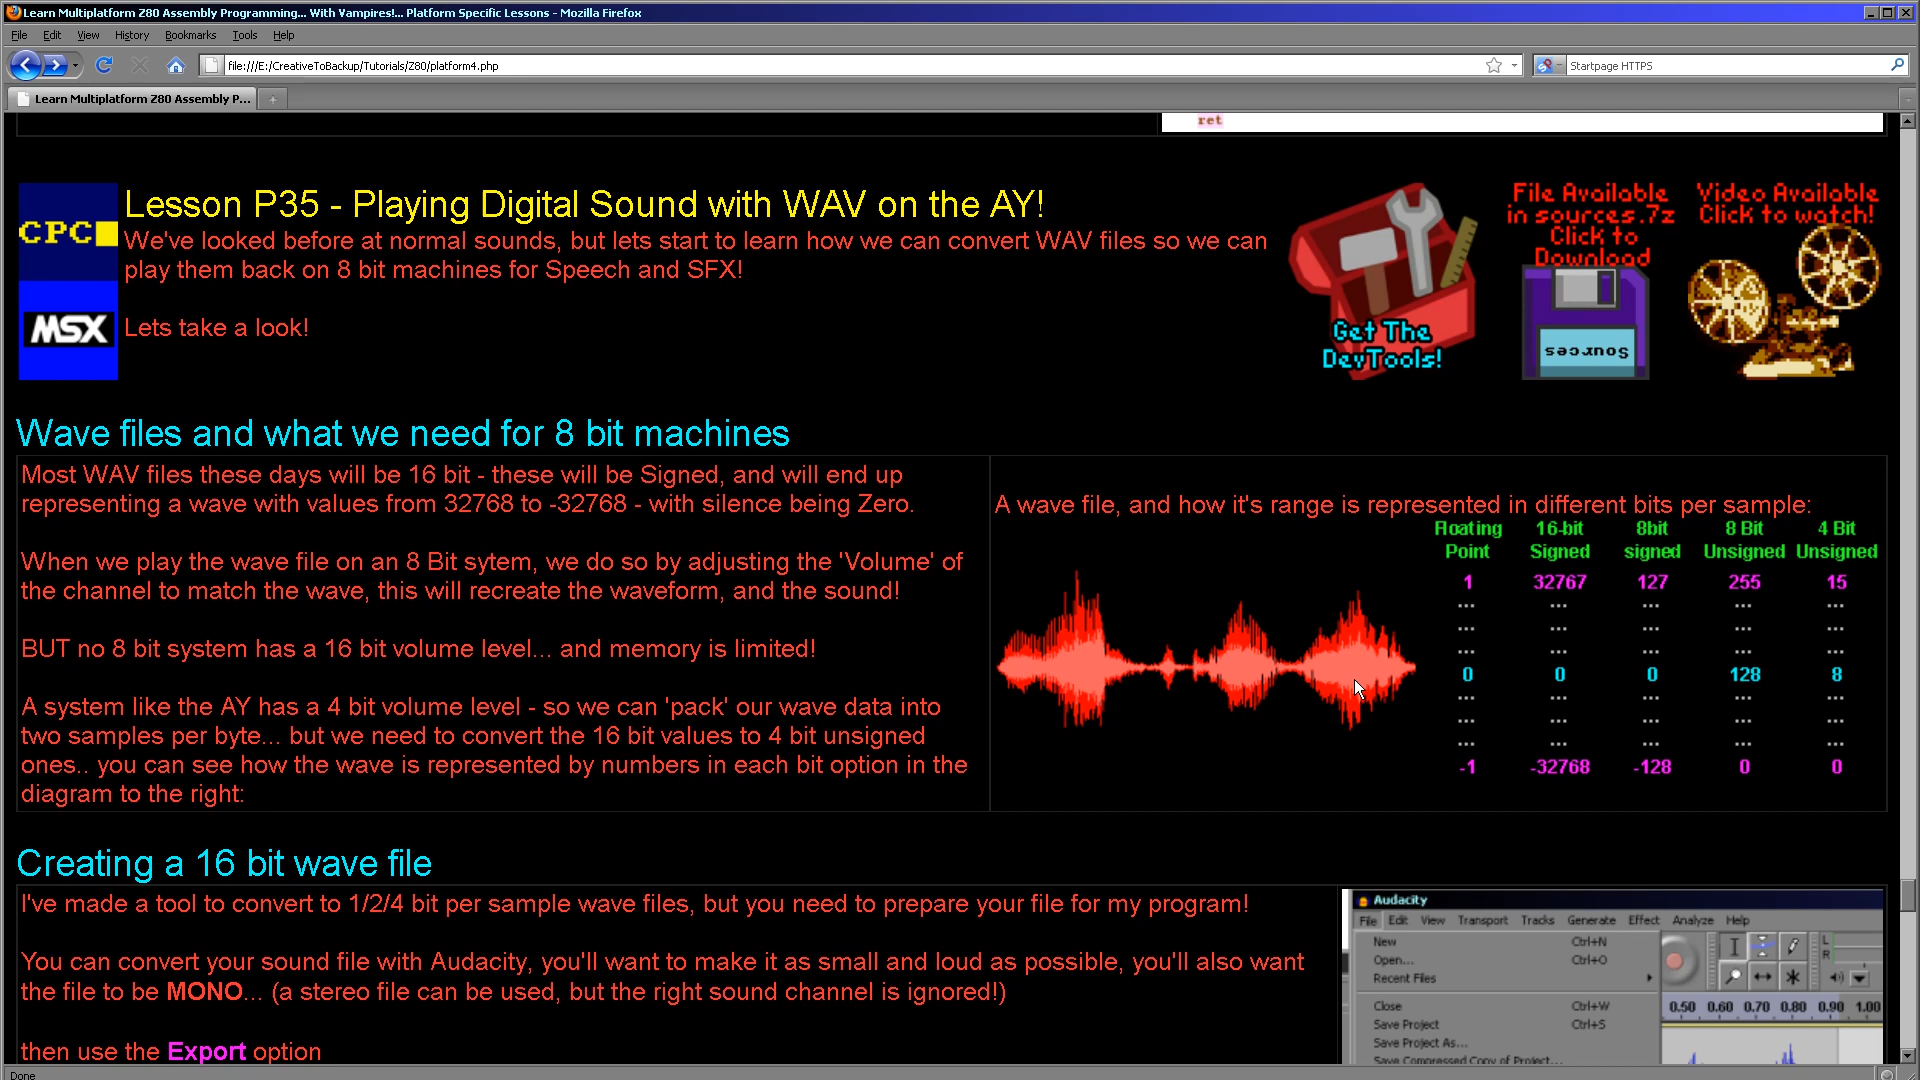 Learn Multiplatform Z80 Assembly Programming... With Vampires!... Platform Specific Lessons - Mozilla Firefox
File Edit View History Bookmarks Tools Help
file:///E:/CreativeToBackup/Tutorials/Z80/platform4.php
Startpage HTTPS
Learn Multiplatform Z80 Assembly P...
ret
CPC
MSX
Lesson P35 - Playing Digital Sound with WAV on the AY!
We've looked before at normal sounds, but lets start to learn how we can convert WAV files so we can
play them back on 8 bit machines for Speech and SFX!
Lets take a look!
Get The
DevTools!
File Available
in sources.7z
Click to
Download
Sources
Video Available
Click to watch!
Wave files and what we need for 8 bit machines
Most WAV files these days will be 16 bit - these will be Signed, and will end up
representing a wave with values from 32768 to -32768 - with silence being Zero.
When we play the wave file on an 8 Bit sytem, we do so by adjusting the 'Volume' of
the channel to match the wave, this will recreate the waveform, and the sound!
BUT no 8 bit system has a 16 bit volume level... and memory is limited!
A system like the AY has a 4 bit volume level - so we can 'pack' our wave data into
two samples per byte... but we need to convert the 16 bit values to 4 bit unsigned
ones.. you can see how the wave is represented by numbers in each bit option in the
diagram to the right:
A wave file, and how it's range is represented in different bits per sample:
Floating 16-bit 8bit 8 Bit 4 Bit
Point Signed signed Unsigned Unsigned
1 32767 127 255 15
... ... ... ... ...
... ... ... ... ...
... ... ... ... ...
0 0 0 128 8
... ... ... ... ...
... ... ... ... ...
... ... ... ... ...
-1 -32768 -128 0 0
Creating a 16 bit wave file
I've made a tool to convert to 1/2/4 bit per sample wave files, but you need to prepare your file for my program!
You can convert your sound file with Audacity, you'll want to make it as small and loud as possible, you'll also want
the file to be MONO... (a stereo file can be used, but the right sound channel is ignored!)
then use the Export option
Audacity
File Edit View Transport Tracks Generate Effect Analyze Help
New Ctrl+N
Open... Ctrl+O
Recent Files
Close Ctrl+W
Save Project Ctrl+S
Save Project As...
Save Compressed Copy of Project...
L
R
0.50 0.60 0.70 0.80 0.90 1.00
Done